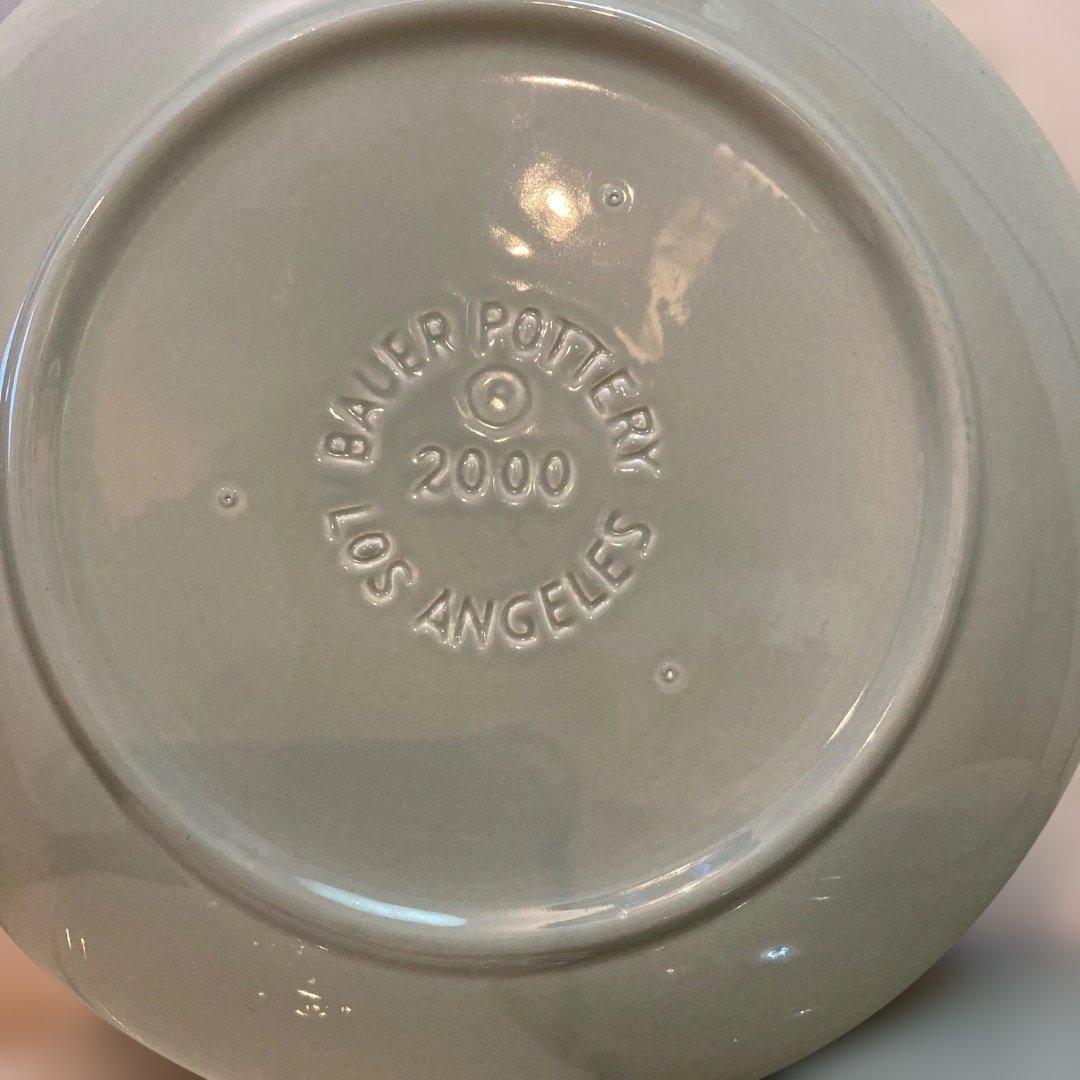 BAUER POTTERY
©
2000
LOS ANGELES